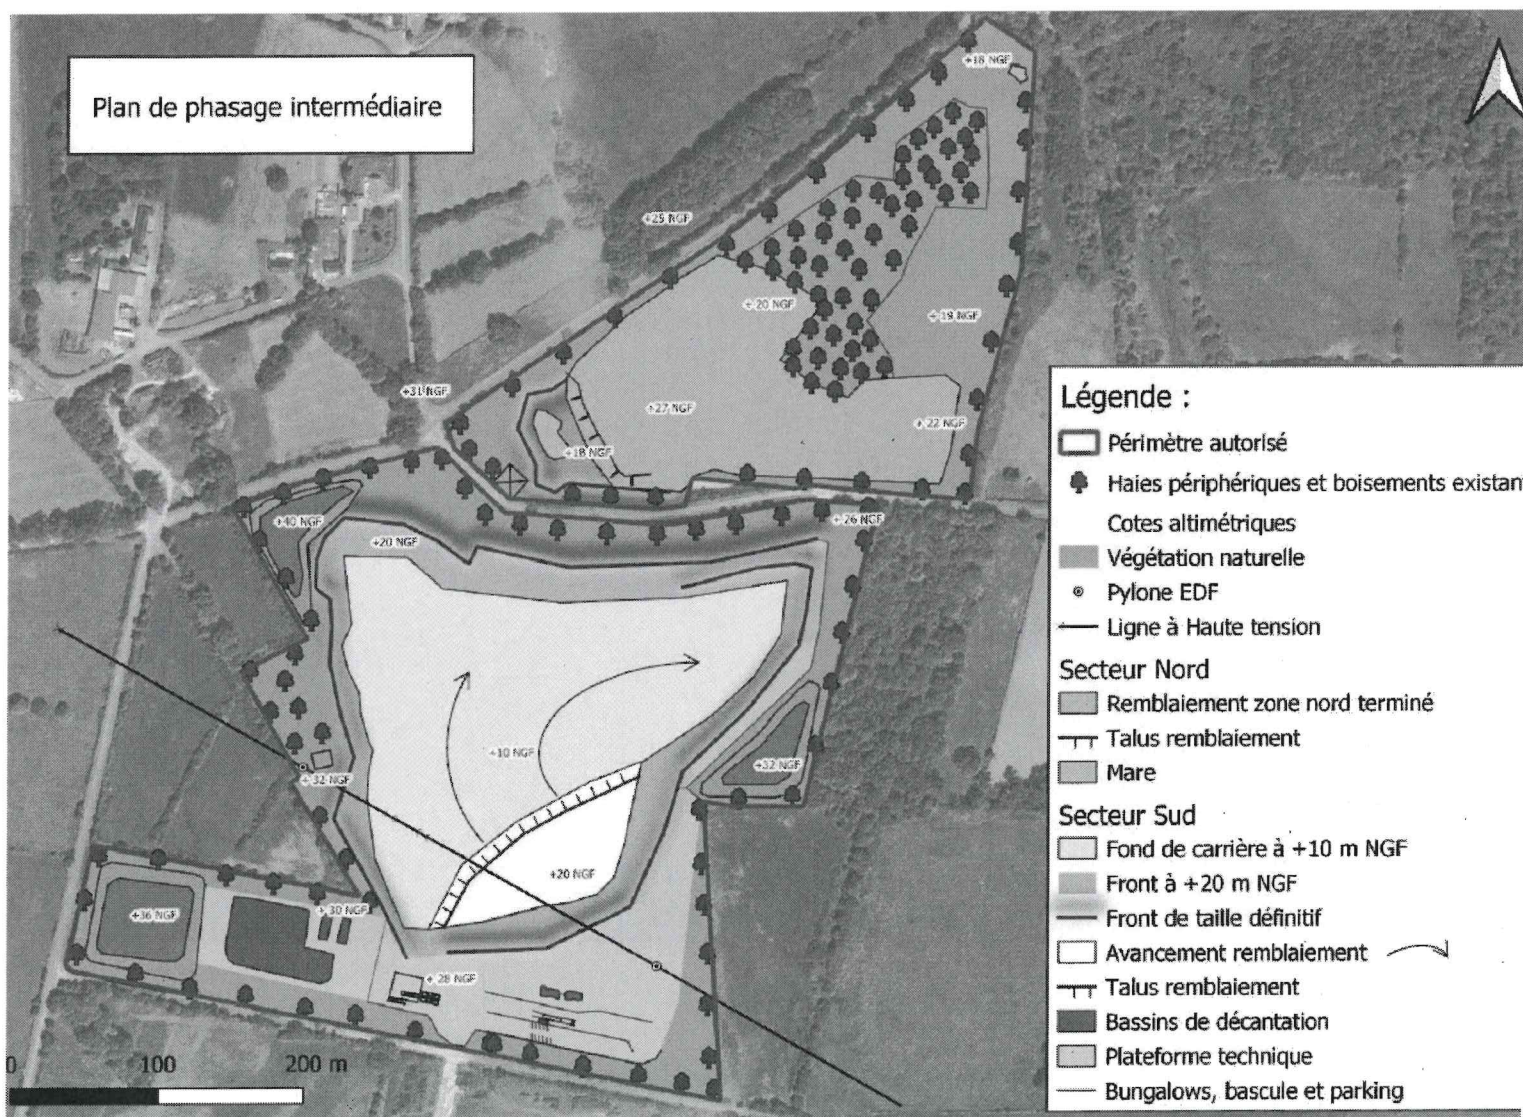 Plan de phasage intermédiaire
+18 NGF
+25 NGF
+20 NGF
+19 NGF
+31 NGF
+27 NGF
+22 NGF
+18 NGF
+40 NGF
+20 NGF
+26 NGF
+10 NGF
+32 NGF
+32 NGF
+20 NGF
+36 NGF
+30 NGF
+28 NGF
0 100 200 m
Légende :
Périmètre autorisé
Haies périphériques et boisements existan
Cotes altimétriques
Végétation naturelle
Pylone EDF
Ligne à Haute tension
Secteur Nord
Remblaiement zone nord terminé
Talus remblaiement
Mare
Secteur Sud
Fond de carrière à +10 m NGF
Front à +20 m NGF
Front de taille définitif
Avancement remblaiement
Talus remblaiement
Bassins de décantation
Plateforme technique
Bungalows, bascule et parking